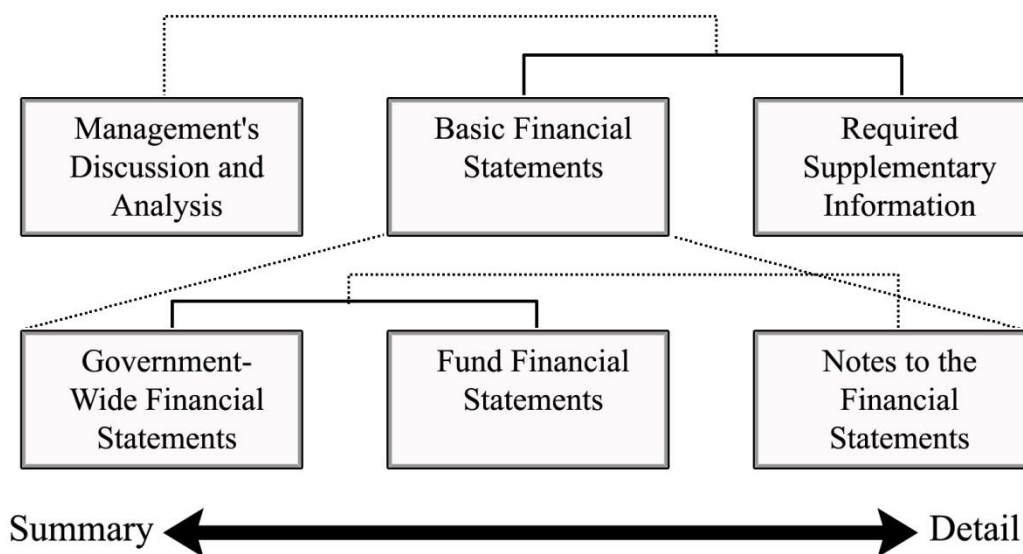 Management's
Discussion and
Analysis
Basic Financial
Statements
Required
Supplementary
Information
Government-
Wide Financial
Statements
Fund Financial
Statements
Notes to the
Financial
Statements
Summary
Detail